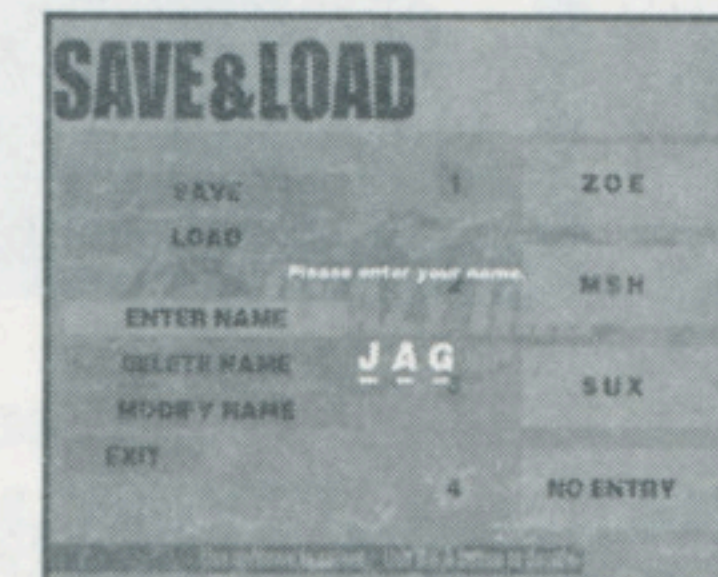 SAVE&LOAD
SAVE
1
ZOE
LOAD
Please enter your name.
2
MSH
ENTER NAME
DELETE NAME
JAG
3
SUX
MODIFY NAME
EXIT
4
NO ENTRY